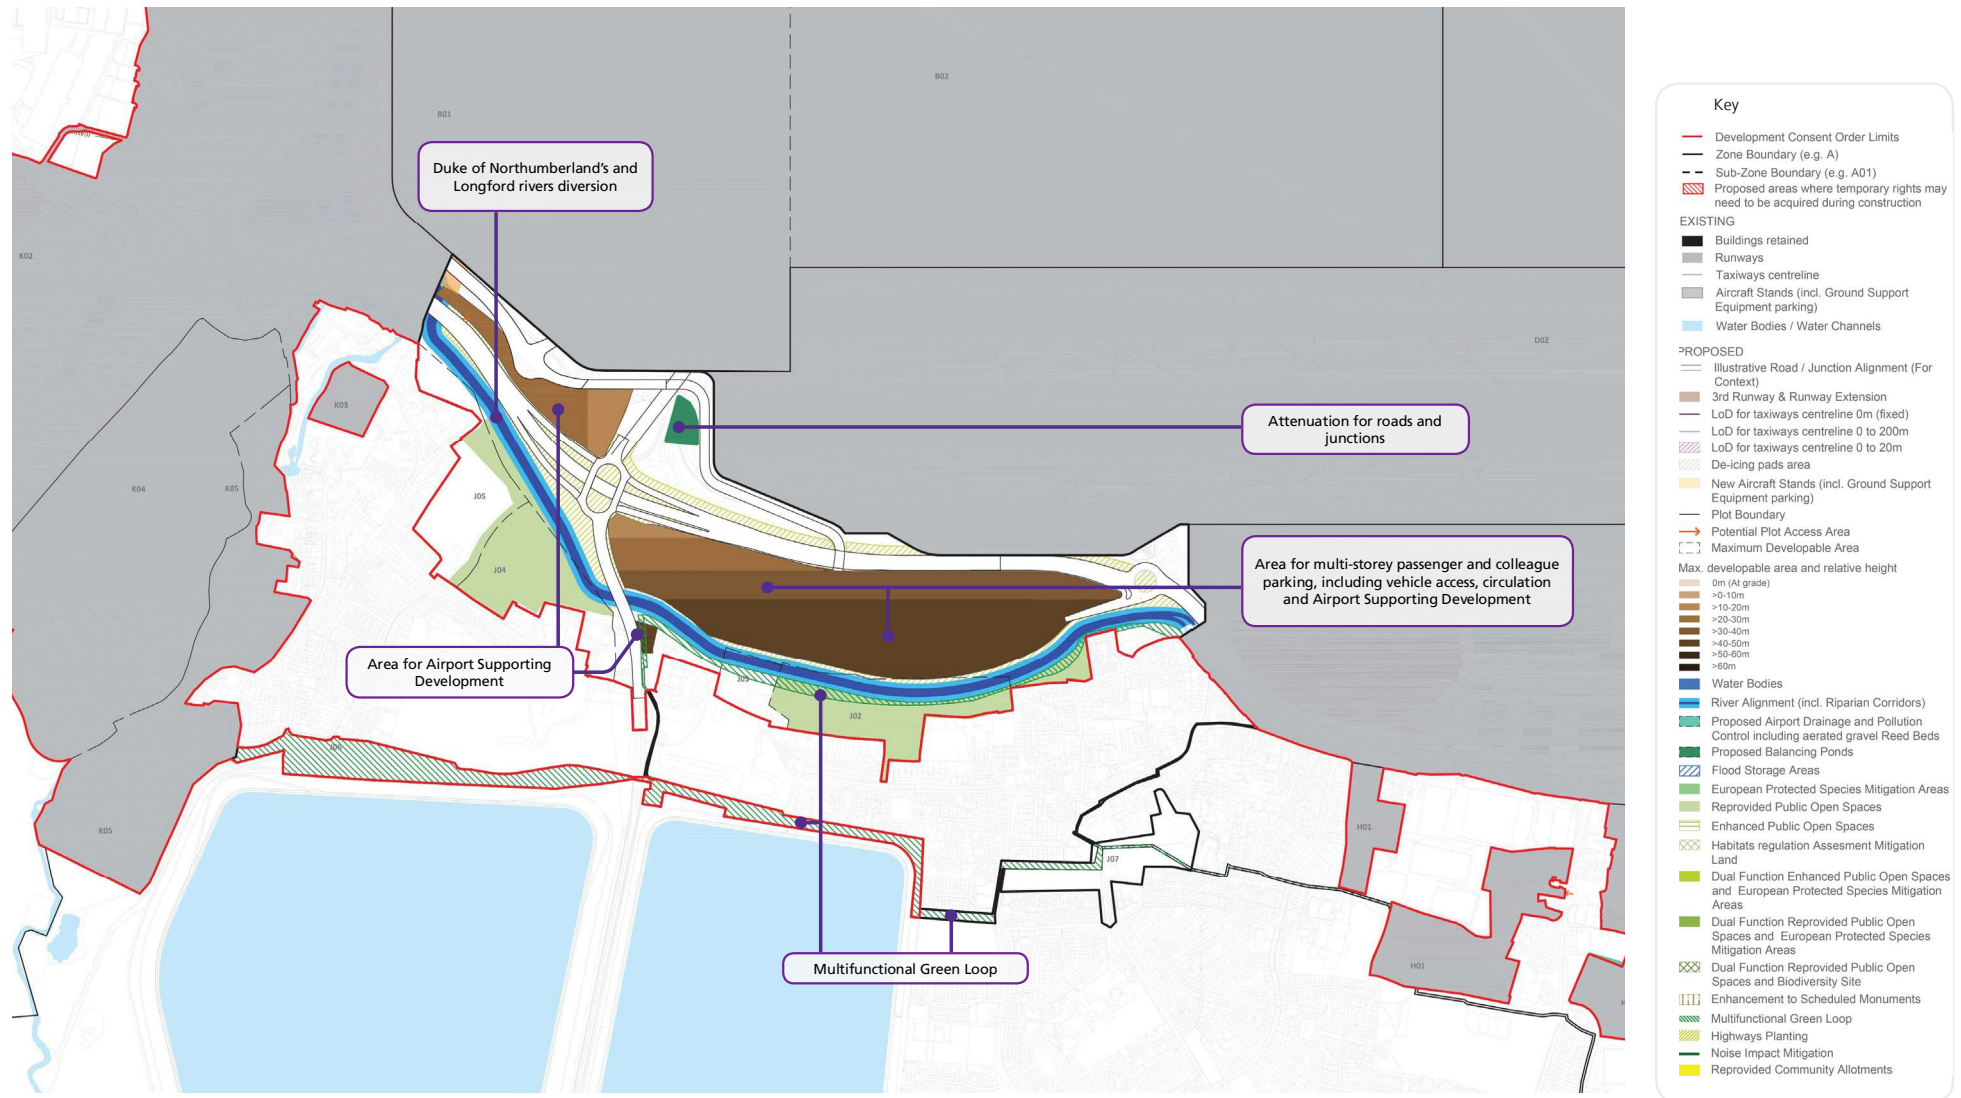 B02
B01
Duke of Northumberland's and
Longford rivers diversion
K02
D02
K03
Attenuation for roads and
junctions
K04
K05
J05
J04
Area for multi-storey passenger and colleague
parking, including vehicle access, circulation
and Airport Supporting Development
Area for Airport Supporting
Development
J03
J02
J06
K05
H01
J07
H01
Multifunctional Green Loop
Key
Development Consent Order Limits
Zone Boundary (e.g. A)
Sub-Zone Boundary (e.g. A01)
Proposed areas where temporary rights may
need to be acquired during construction
EXISTING
Buildings retained
Runways
Taxiways centreline
Aircraft Stands (incl. Ground Support
Equipment parking)
Water Bodies / Water Channels
PROPOSED
Illustrative Road / Junction Alignment (For
Context)
3rd Runway & Runway Extension
LoD for taxiways centreline 0m (fixed)
LoD for taxiways centreline 0 to 200m
LoD for taxiways centreline 0 to 20m
De-icing pads area
New Aircraft Stands (incl. Ground Support
Equipment parking)
Plot Boundary
Potential Plot Access Area
Maximum Developable Area
Max. developable area and relative height
0m (At grade)
>0-10m
>10-20m
>20-30m
>30-40m
>40-50m
>50-60m
>60m
Water Bodies
River Alignment (incl. Riparian Corridors)
Proposed Airport Drainage and Pollution
Control including aerated gravel Reed Beds
Proposed Balancing Ponds
Flood Storage Areas
European Protected Species Mitigation Areas
Reprovided Public Open Spaces
Enhanced Public Open Spaces
Habitats regulation Assesment Mitigation
Land
Dual Function Enhanced Public Open Spaces
and European Protected Species Mitigation
Areas
Dual Function Reprovided Public Open
Spaces and European Protected Species
Mitigation Areas
Dual Function Reprovided Public Open
Spaces and Biodiversity Site
Enhancement to Scheduled Monuments
Multifunctional Green Loop
Highways Planting
Noise Impact Mitigation
Reprovided Community Allotments